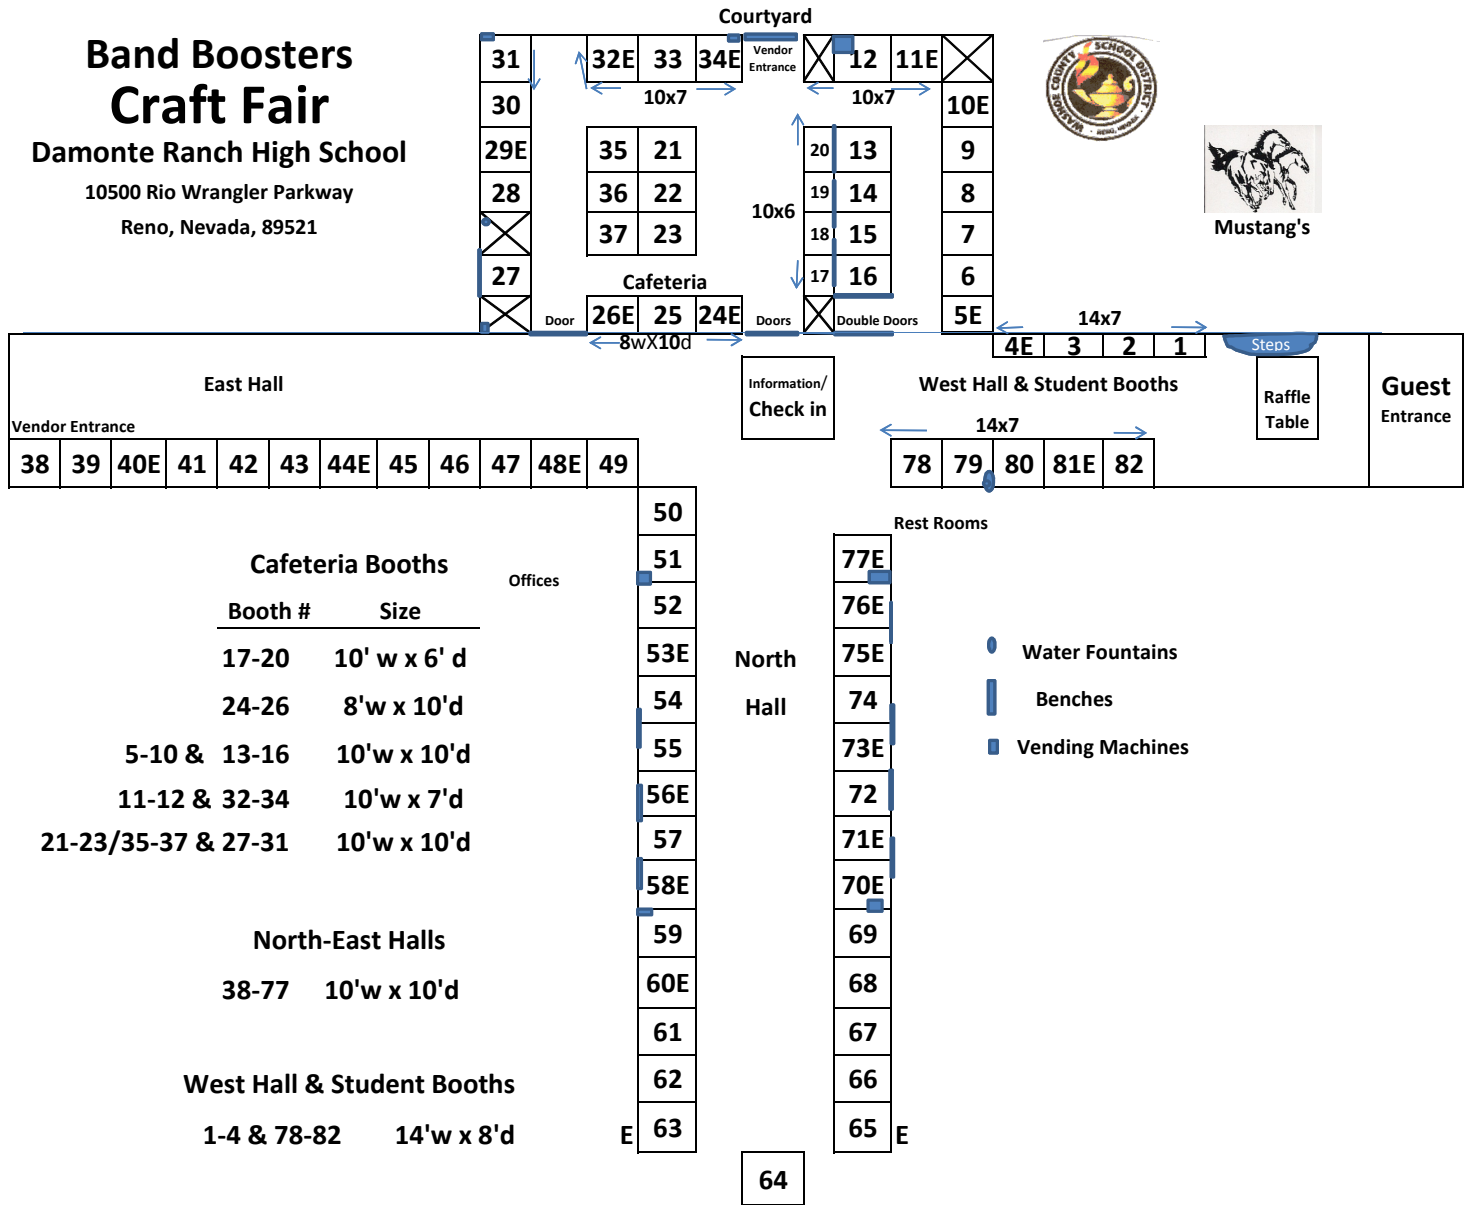 Courtyard
Band Boosters
Craft Fair
Damonte Ranch High School
10500 Rio Wrangler Parkway
Reno, Nevada, 89521
31 32E 33 34E Vendor Entrance 12 11E
10x7 10x7
30 10E
29E 35 21 20 13 9
28 36 22 19 14 8
10x6
37 23 18 15 7
27 17 16 6
Cafeteria
Door 26E 25 24E Doors Double Doors 5E
8wX10d
14x7
4E 3 2 1 Steps
WASHOE COUNTY SCHOOL DISTRICT
RENO, NEVADA
Mustang's
East Hall
Information/
Check in
West Hall & Student Booths
Raffle
Table
Guest
Entrance
Vendor Entrance
14x7
38 39 40E 41 42 43 44E 45 46 47 48E 49
78 79 80 81E 82
Rest Rooms
50
51 77E
52 76E
53E 75E
54 74
55 73E
56E 72
57 71E
58E 70E
59 69
60E 68
61 67
62 66
E 63 65 E
64
North
Hall
Offices
Water Fountains
Benches
Vending Machines
Cafeteria Booths
Booth # Size
17-20 10' w x 6' d
24-26 8'w x 10'd
5-10 & 13-16 10'w x 10'd
11-12 & 32-34 10'w x 7'd
21-23/35-37 & 27-31 10'w x 10'd
North-East Halls
38-77 10'w x 10'd
West Hall & Student Booths
1-4 & 78-82 14'w x 8'd